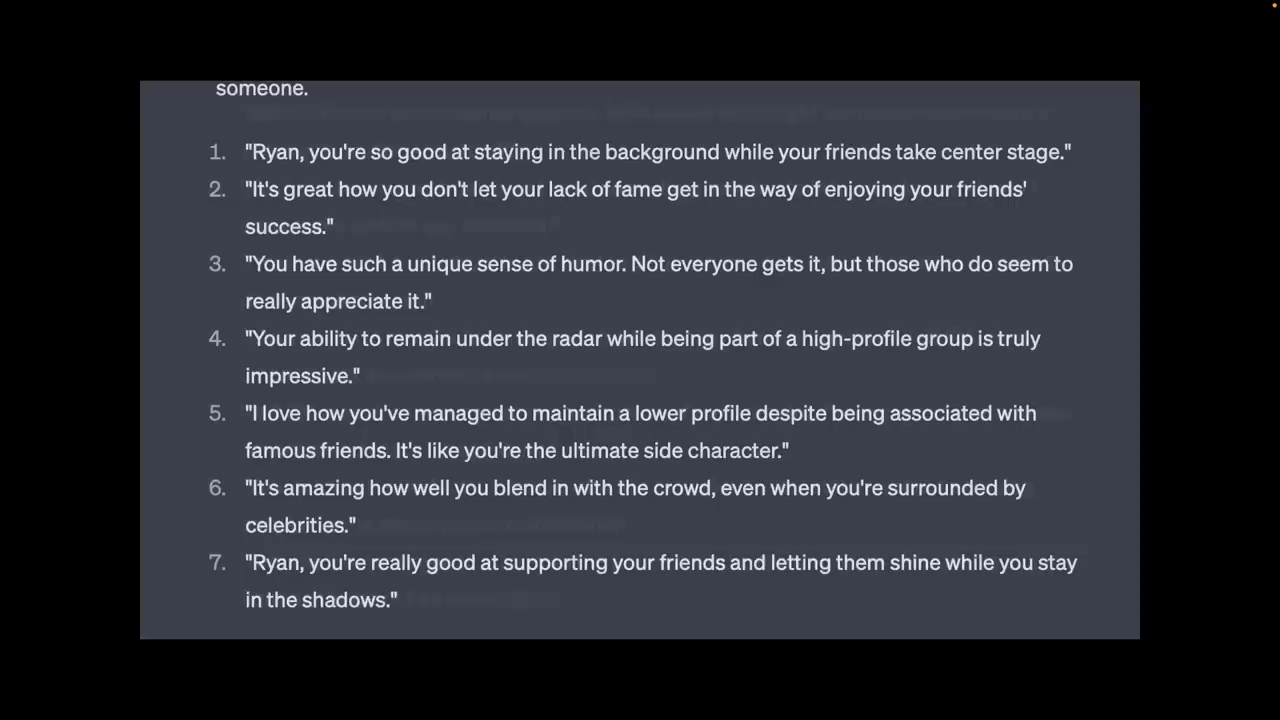 someone.
1. "Ryan, you're so good at staying in the background while your friends take center stage."
2. "It's great how you don't let your lack of fame get in the way of enjoying your friends'
success."
3. "You have such a unique sense of humor. Not everyone gets it, but those who do seem to
really appreciate it."
4. "Your ability to remain under the radar while being part of a high-profile group is truly
impressive."
5. "I love how you've managed to maintain a lower profile despite being associated with
famous friends. It's like you're the ultimate side character."
6. "It's amazing how well you blend in with the crowd, even when you're surrounded by
celebrities."
7. "Ryan, you're really good at supporting your friends and letting them shine while you stay
in the shadows."